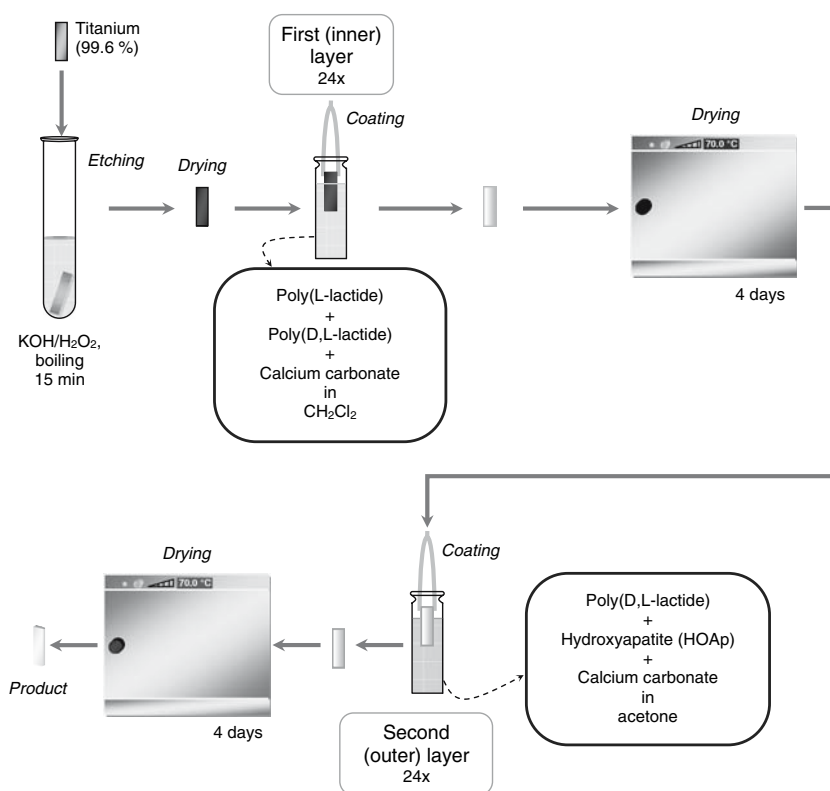 Titanium
(99.6 %)
Etching
KOH/H₂O₂,
boiling
15 min
Drying
First (inner)
layer
24x
Coating
Poly(L-lactide)
+
Poly(D,L-lactide)
+
Calcium carbonate
in
CH₂Cl₂
Drying
70.0 °C
4 days
Coating
Second
(outer) layer
24x
Poly(D,L-lactide)
+
Hydroxyapatite (HOAp)
+
Calcium carbonate
in
acetone
Drying
70.0 °C
4 days
Product